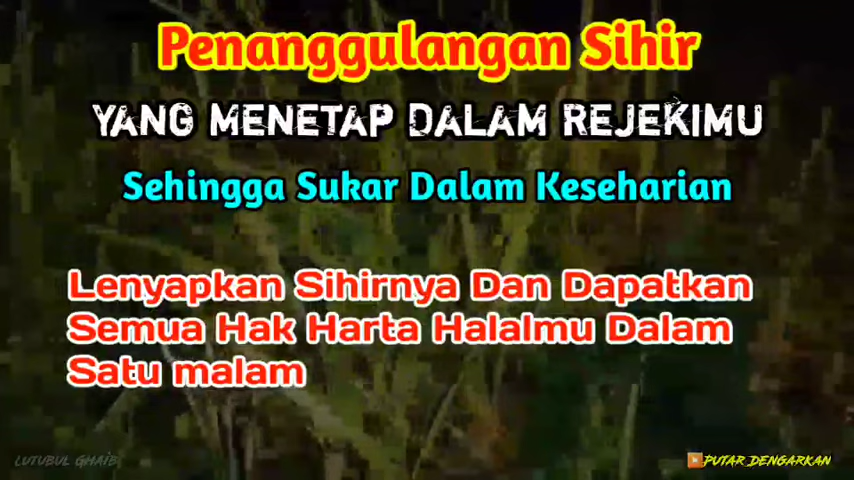 Penanggulangan Sihir
YANG MENETAP DALAM REJEKIMU
Sehingga Sukar Dalam Keseharian
Lenyapkan Sihirnya Dan Dapatkan
Semua Hak Harta Halalmu Dalam
Satu malam
LUTUBUL GHAIB
PUTAR DENGARKAN